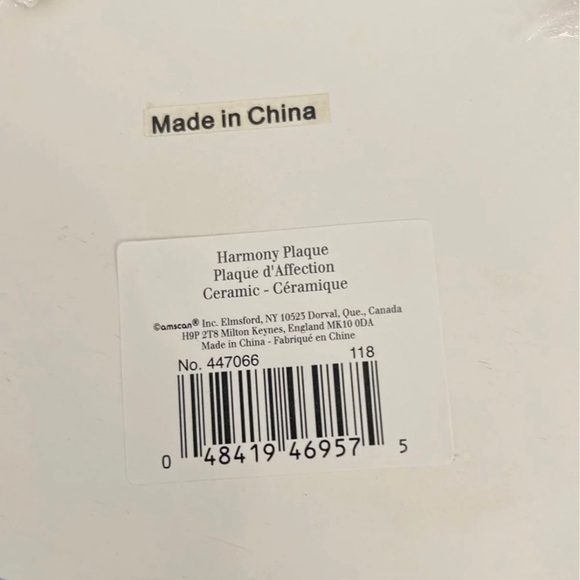 Made in China
Harmony Plaque
Plaque d'Affection
Ceramic - Céramique
©amscan® Inc. Elmsford, NY 10523 Dorval, Que., Canada
H9P 2T8 Milton Keynes, England MK10 0DA
Made in China - Fabriqué en Chine
No. 447066 118
0 48419 46957 5